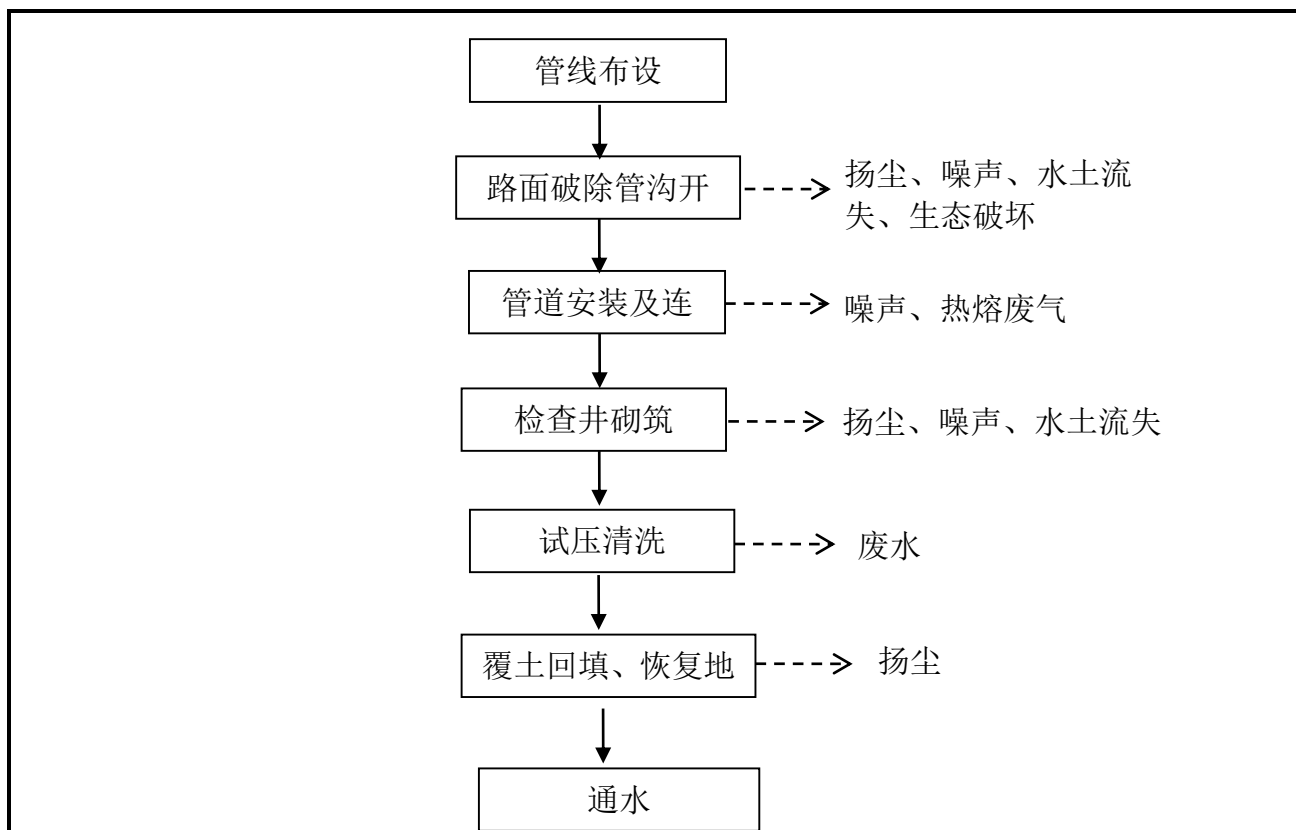 管线布设
路面破除管沟开
扬尘、噪声、水土流
失、生态破坏
管道安装及连
噪声、热熔废气
检查井砌筑
扬尘、噪声、水土流失
试压清洗
废水
覆土回填、恢复地
扬尘
通水